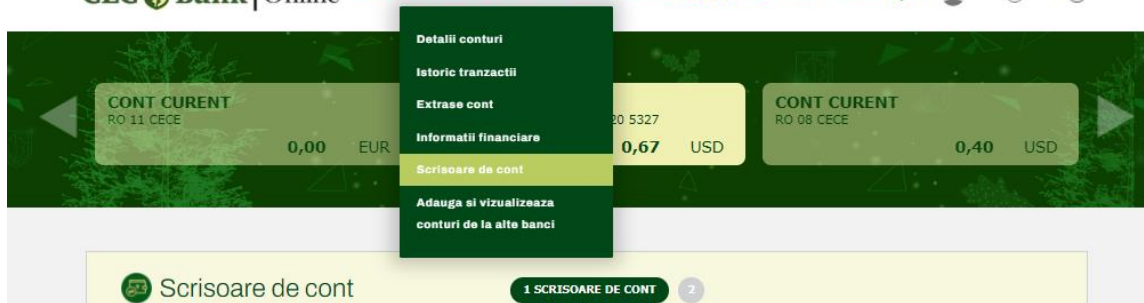 CEC Bank Online
Detalii conturi
Istoric tranzactii
Extrase cont
Informatii financiare
Scrisoare de cont
Adauga si vizualizeaza
conturi de la alte banci
CONT CURENT
RO 11 CECE
0,00 EUR
20 5327
0,67 USD
CONT CURENT
RO 08 CECE
0,40 USD
Scrisoare de cont
1 SCRISOARE DE CONT
2